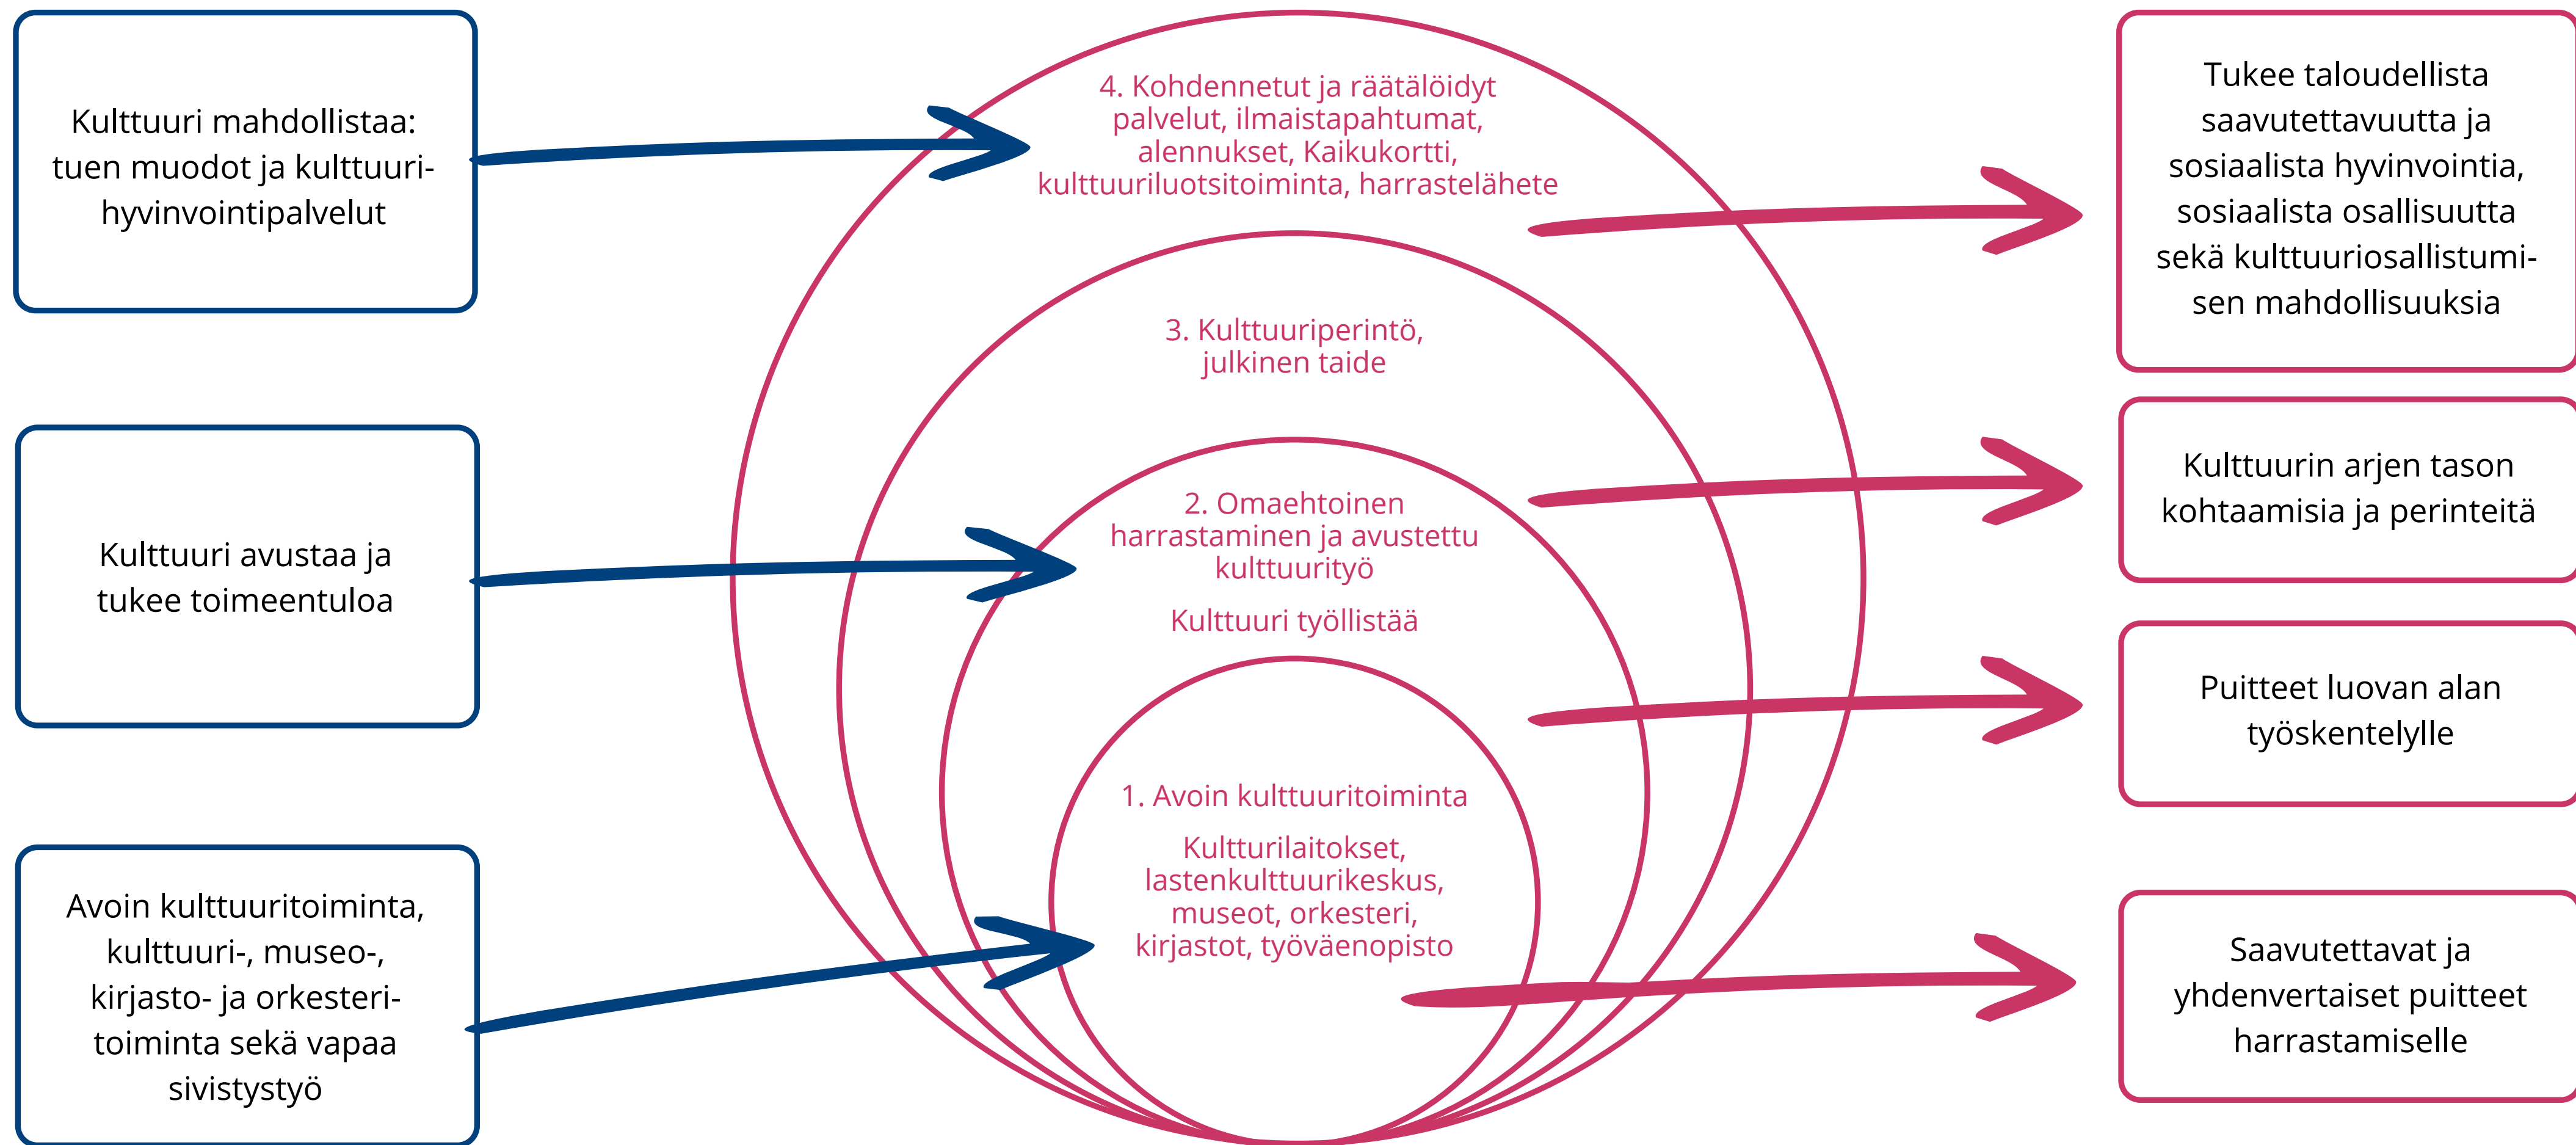 Kulttuuri mahdollistaa:
tuen muodot ja kulttuuri-
hyvinvointipalvelut
Kulttuuri avustaa ja
tukee toimeentuloa
Avoin kulttuuritoiminta,
kulttuuri-, museo-,
kirjasto- ja orkesteri-
toiminta sekä vapaa
sivistystyö
4. Kohdennetut ja räätälöidyt
palvelut, ilmaistapahtumat,
alennukset, Kaikukortti,
kulttuuriluotsitoiminta, harrastelähete
3. Kulttuuriperintö,
julkinen taide
2. Omaehtoinen
harrastaminen ja avustettu
kulttuurityö
Kulttuuri työllistää
1. Avoin kulttuuritoiminta
Kultturilaitokset,
lastenkulttuurikeskus,
museot, orkesteri,
kirjastot, työväenopisto
Tukee taloudellista
saavutettavuutta ja
sosiaalista hyvinvointia,
sosiaalista osallisuutta
sekä kulttuuriosallistumi-
sen mahdollisuuksia
Kulttuurin arjen tason
kohtaamisia ja perinteitä
Puitteet luovan alan
työskentelylle
Saavutettavat ja
yhdenvertaiset puitteet
harrastamiselle